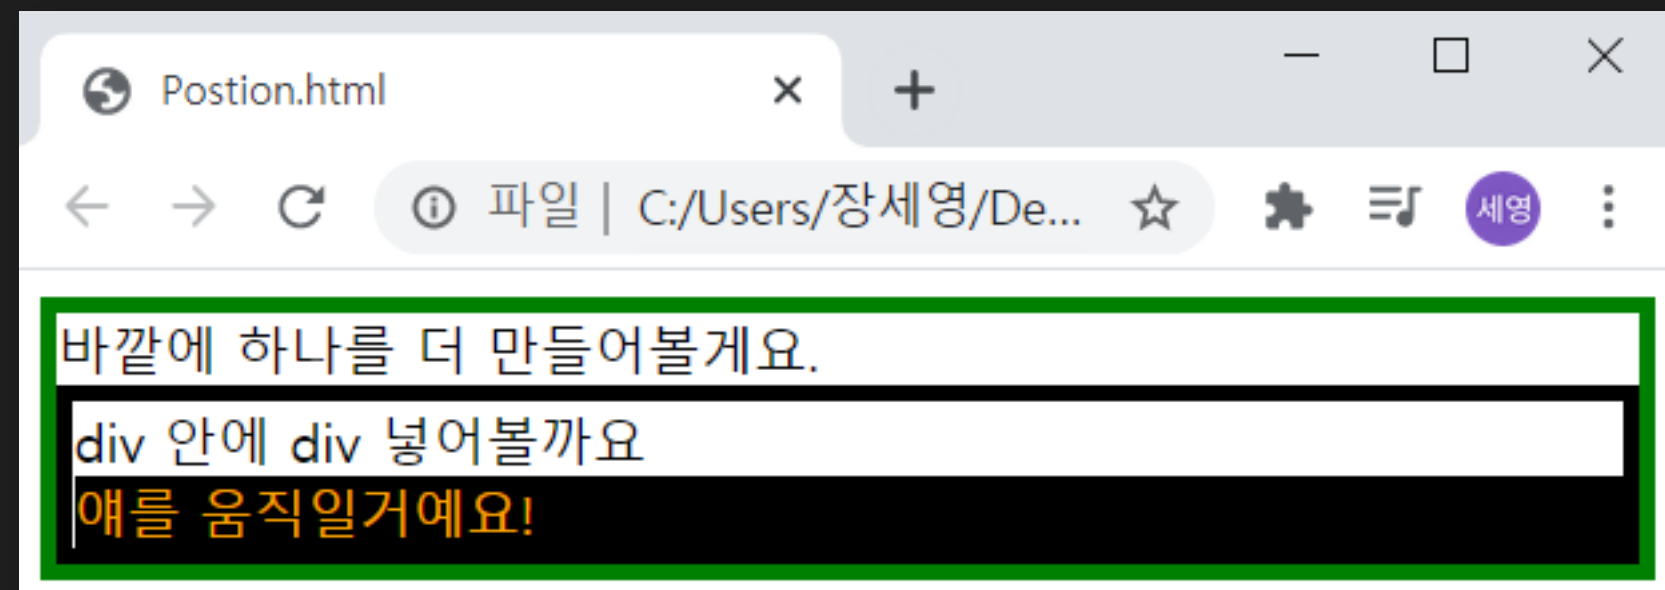 Postion.html
파일 | C:/Users/장세영/De...
세영
바깥에 하나를 더 만들어볼게요.
div 안에 div 넣어볼까요
얘를 움직일거예요!